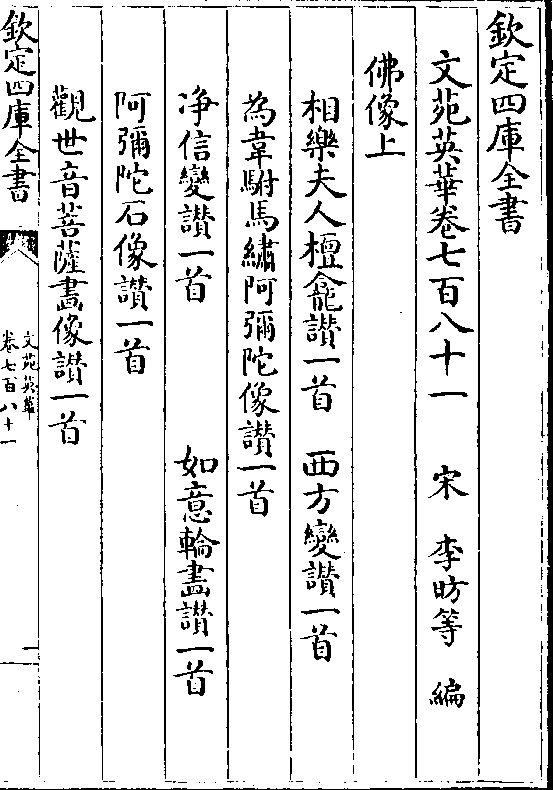 欽定四庫全書
文苑英華卷七百八十一　宋　李昉等　編
佛像上
相樂夫人檀龕讃一首　西方變讃一首
為韋駙馬繡阿彌陀像讃一首
净信變讃一首　如意輪畫讃一首
阿彌陀石像讃一首
觀世音菩薩畫像讃一首
欽定四庫全書
文苑英華
卷七百八十一
一